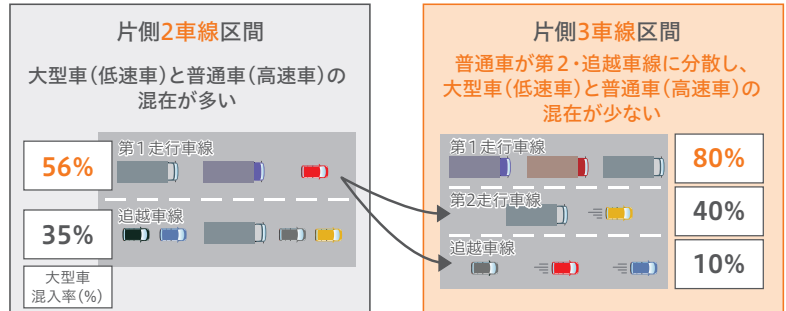 片側2車線区間
大型車(低速車)と普通車(高速車)の
混在が多い
56%
第1走行車線
35%
追越車線
大型車
混入率(%)
片側3車線区間
普通車が第2・追越車線に分散し、
大型車(低速車)と普通車(高速車)の
混在が少ない
第1走行車線
80%
第2走行車線
40%
追越車線
10%